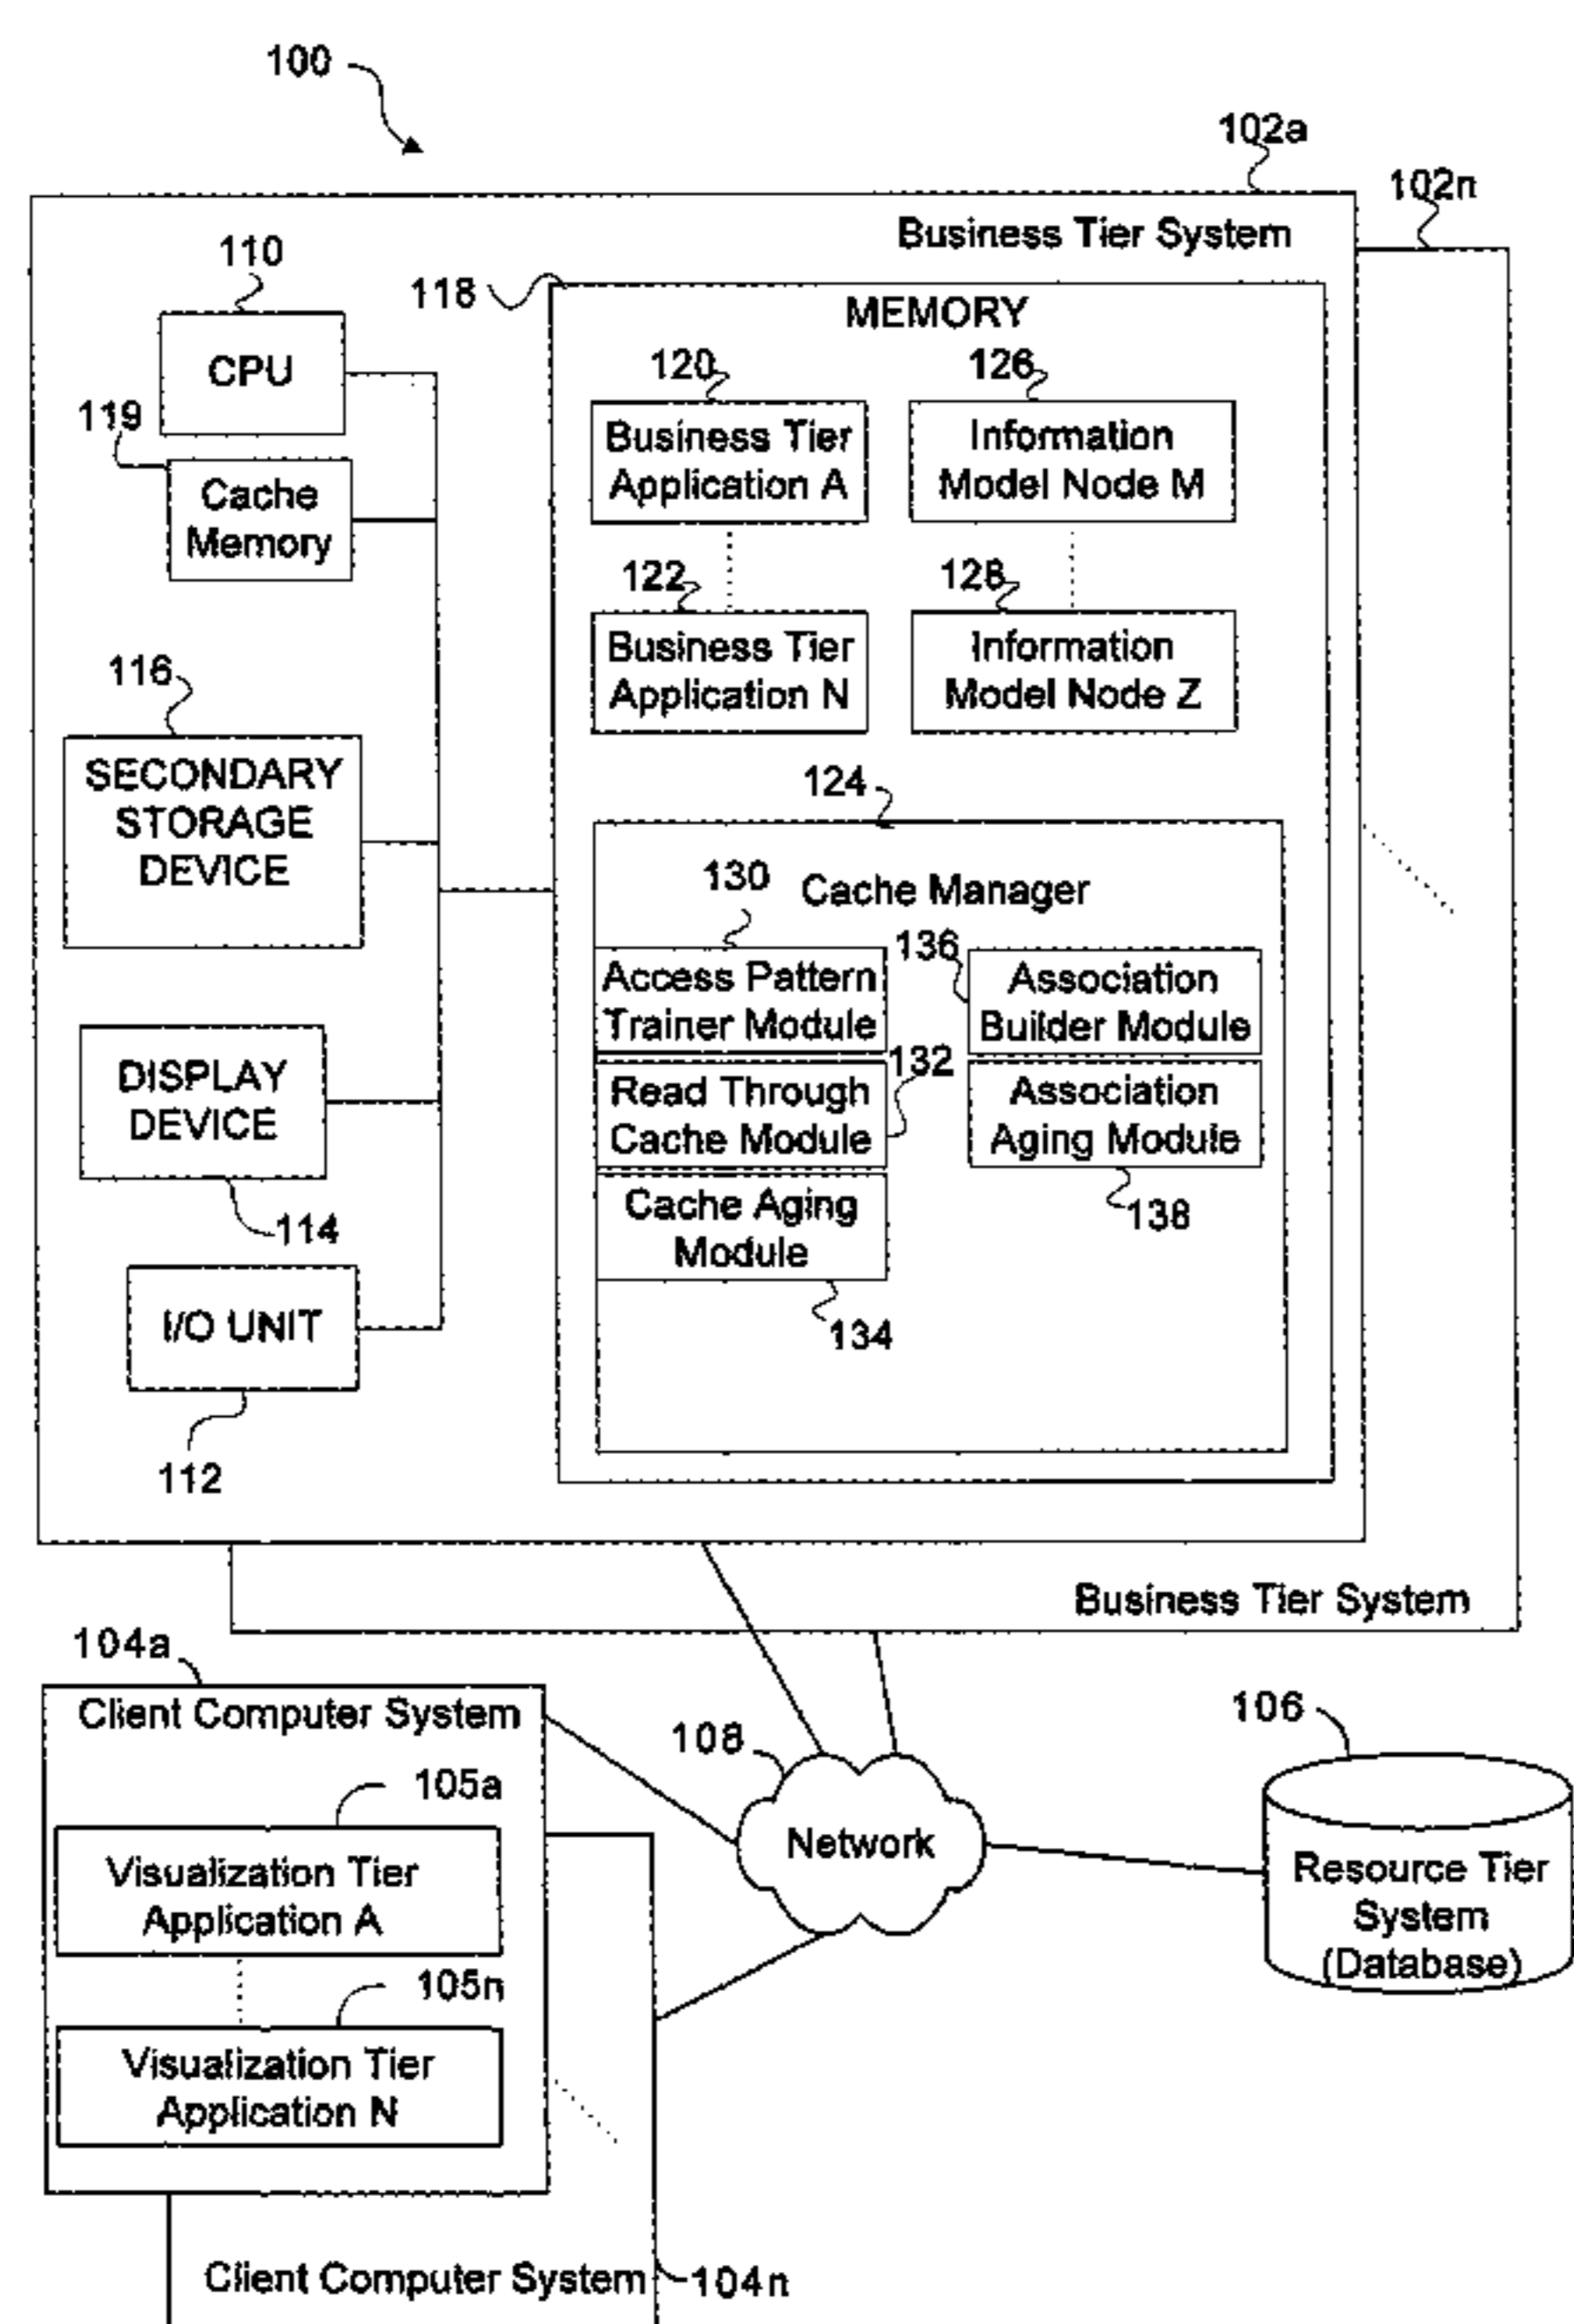 100
102a
102n
Business Tier System
110
118
MEMORY
CPU
120
126
119
Business Tier
Application A
Information
Model Node M
Cache
Memory
122
128
Business Tier
Application N
Information
Model Node Z
116
SECONDARY
STORAGE
DEVICE
124
130
Cache Manager
136
Access Pattern
Trainer Module
Association
Builder Module
132
Read Through
Cache Module
Association
Aging Module
DISPLAY
DEVICE
114
Cache Aging
Module
138
134
I/O UNIT
112
Business Tier System
104a
Client Computer System
108
106
105a
Network
Visualization Tier
Application A
Resource Tier
System
(Database)
105n
Visualization Tier
Application N
Client Computer System
104n